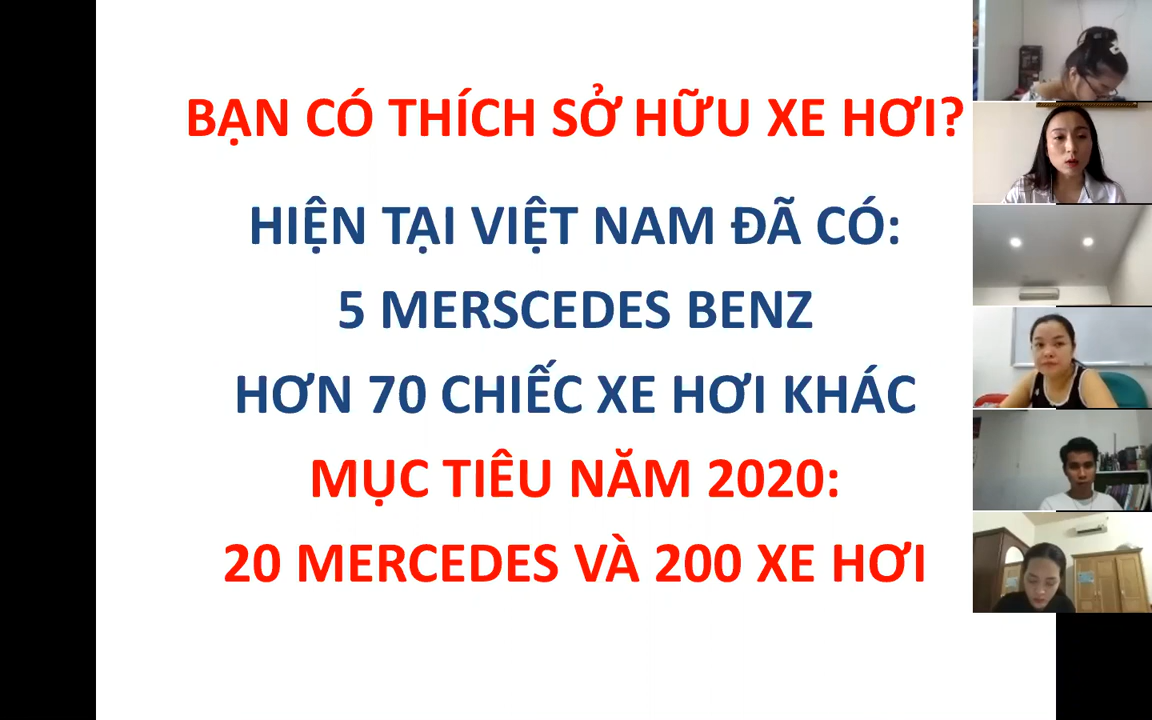 BẠN CÓ THÍCH SỞ HỮU XE HƠI?
HIỆN TẠI VIỆT NAM ĐÃ CÓ:
5 MERSCEDES BENZ
HƠN 70 CHIẾC XE HƠI KHÁC
MỤC TIÊU NĂM 2020:
20 MERCEDES VÀ 200 XE HƠI